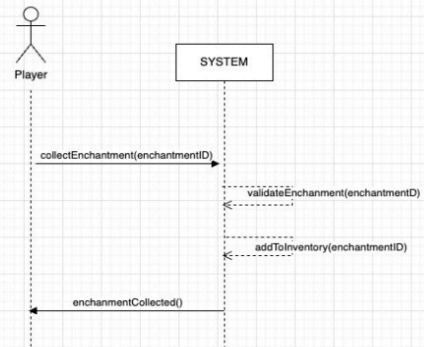 Player
SYSTEM
collectEnchantment(enchantmentID)
validateEnchanment(enchantmentD)
addToInventory(enchantmentID)
enchanmentCollected()